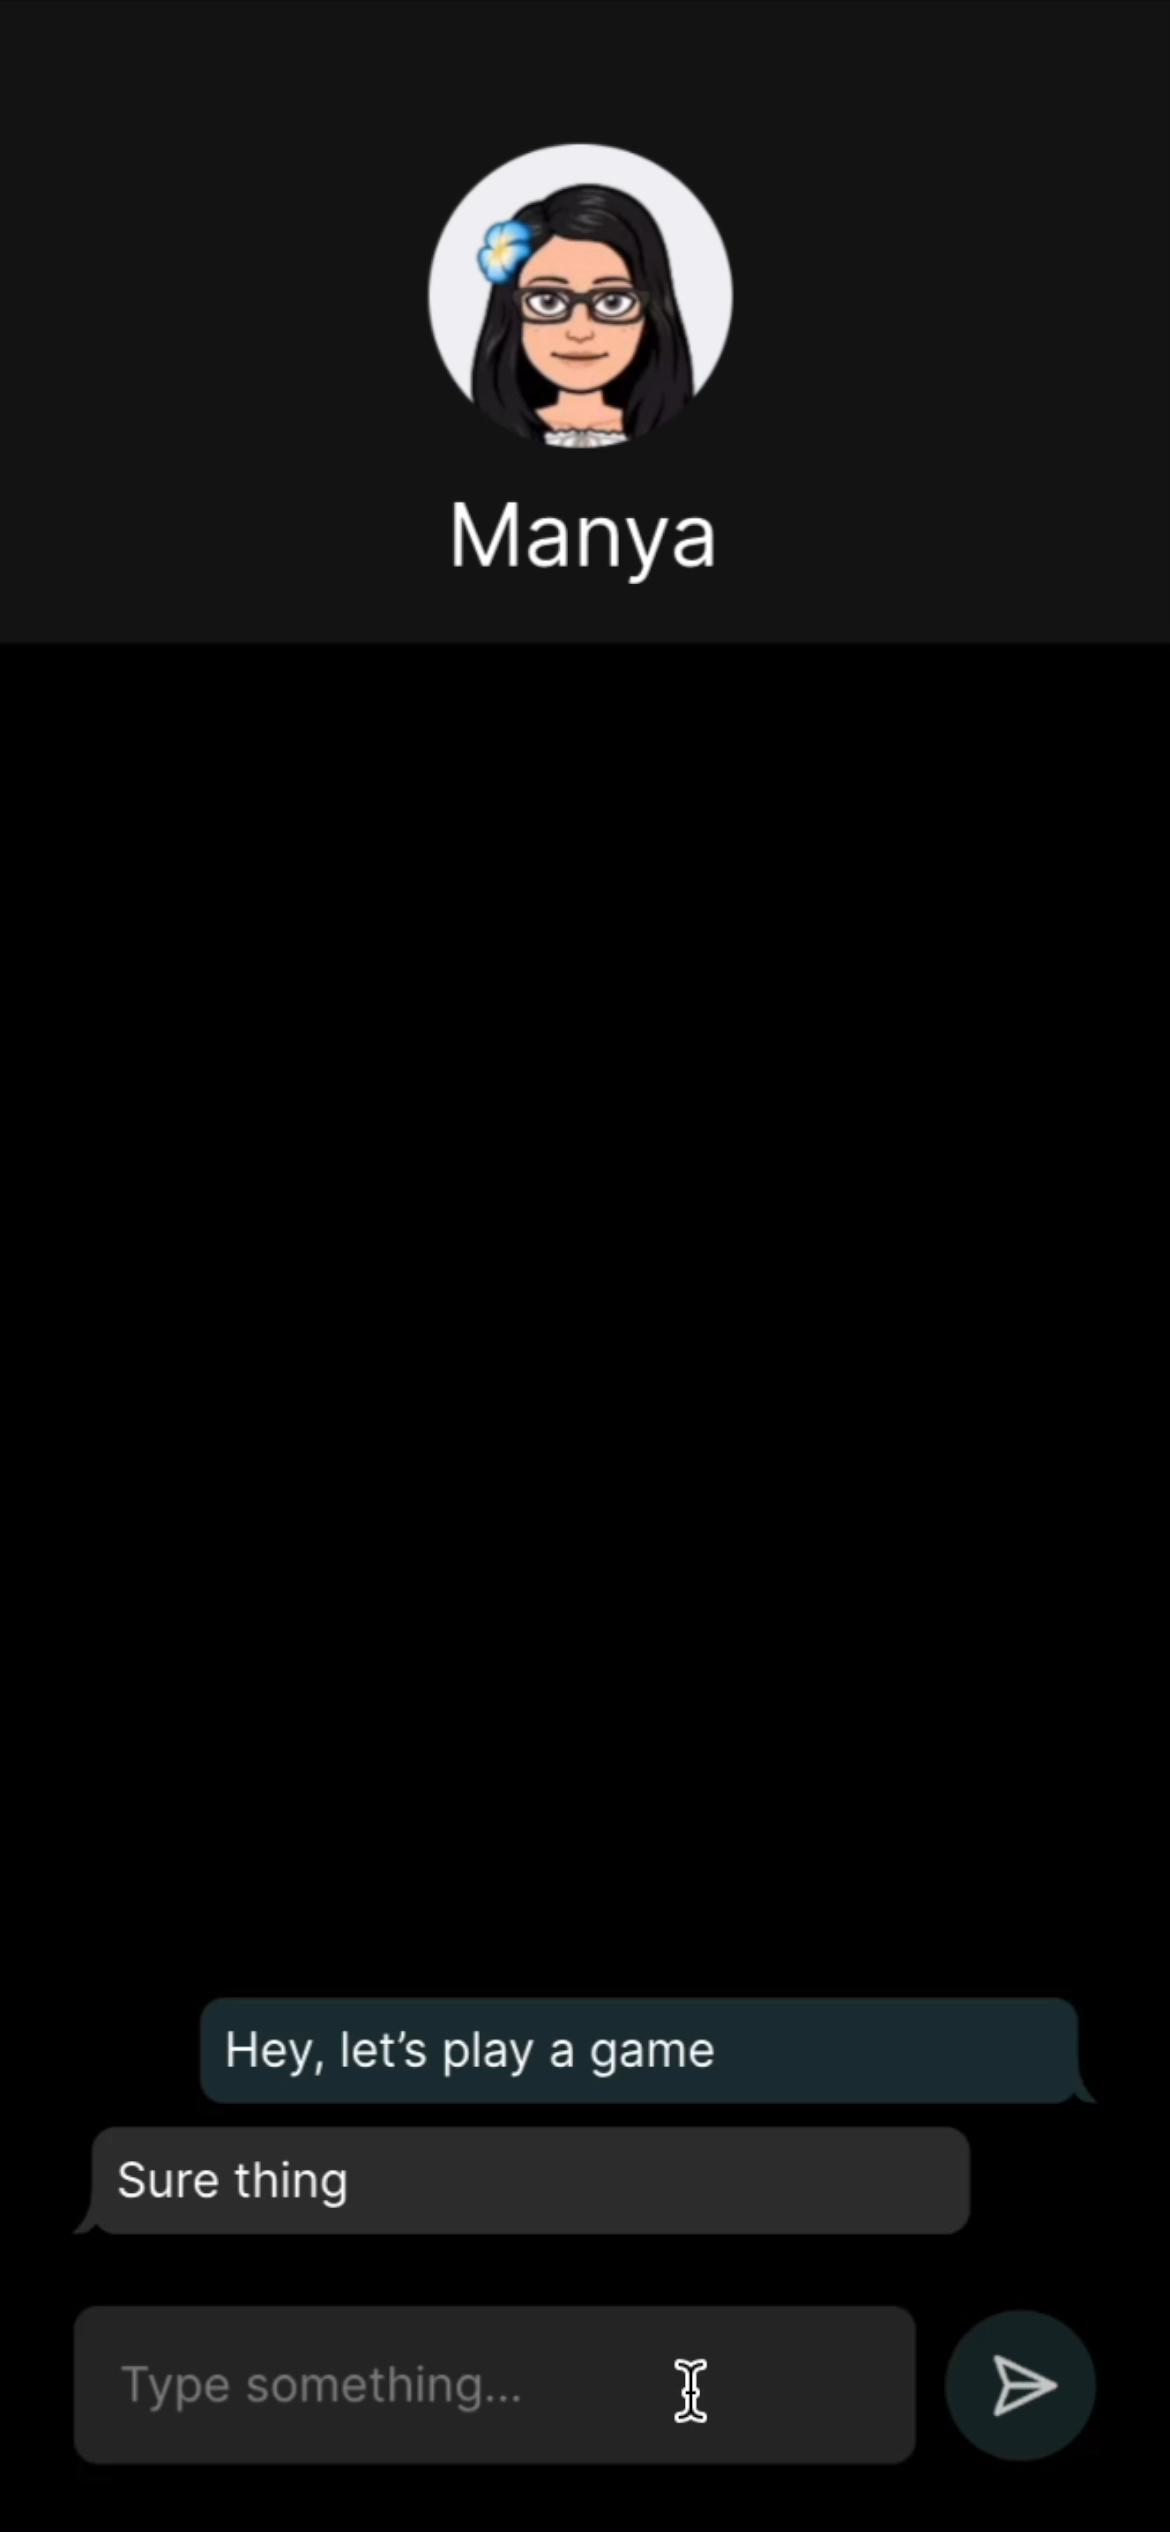 Manya
Hey, let’s play a game
Sure thing
Type something...